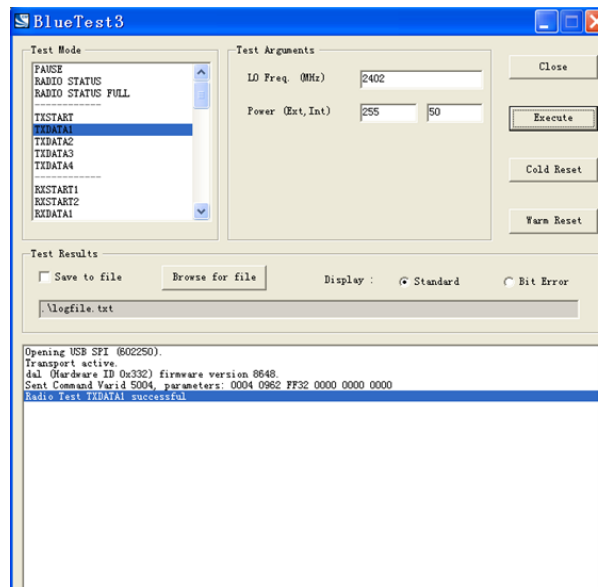 BlueTest3
Test Mode
PAUSE
RADIO STATUS
RADIO STATUS FULL
------------
TXSTART
TXDATA1
TXDATA2
TXDATA3
TXDATA4
------------
RXSTART1
RXSTART2
RXDATA1
Test Arguments
LO Freq. (MHz) 2402
Power (Ext,Int) 255 50
Close
Execute
Cold Reset
Warm Reset
Test Results
Save to file Browse for file Display : Standard Bit Error
.\logfile.txt
Opening USB SPI (602250).
Transport active.
dal (Hardware ID 0x332) firmware version 8648.
Sent Command Varid 5004, parameters: 0004 0962 FF32 0000 0000 0000
Radio Test TXDATA1 successful